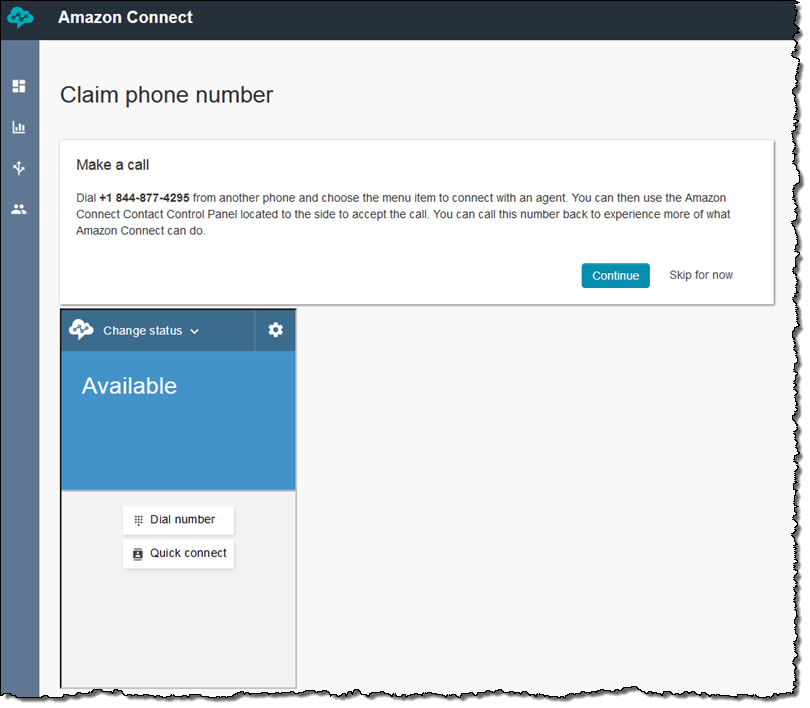 Amazon Connect
Claim phone number
Make a call
Dial +1 844-877-4295 from another phone and choose the menu item to connect with an agent. You can then use the Amazon
Connect Contact Control Panel located to the side to accept the call. You can call this number back to experience more of what
Amazon Connect can do.
Continue Skip for now
Change status
Available
Dial number
Quick connect